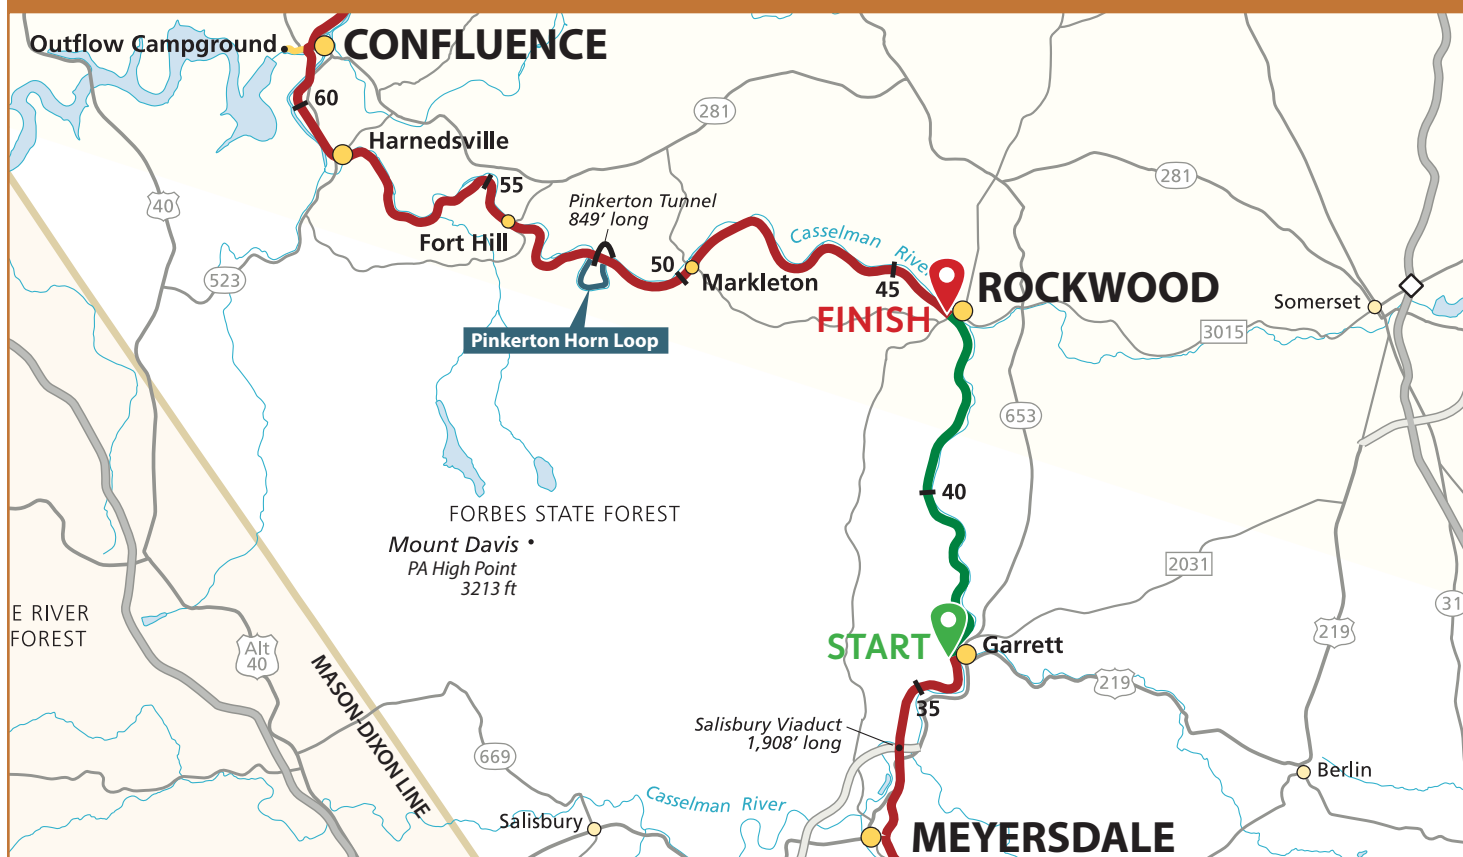 Outflow Campground
CONFLUENCE
60
281
Harnedsville
281
55
40
Pinkerton Tunnel
849' long
Casselman River
Fort Hill
523
50
Markleton
45
ROCKWOOD
Somerset
FINISH
3015
Pinkerton Horn Loop
653
40
FORBES STATE FOREST
Mount Davis
PA High Point
3213 ft
2031
E RIVER
FOREST
31
219
START
Garrett
Alt
40
MASON-DIXON LINE
219
35
Salisbury Viaduct
1,908' long
669
Berlin
Casselman River
Salisbury
MEYERSDALE